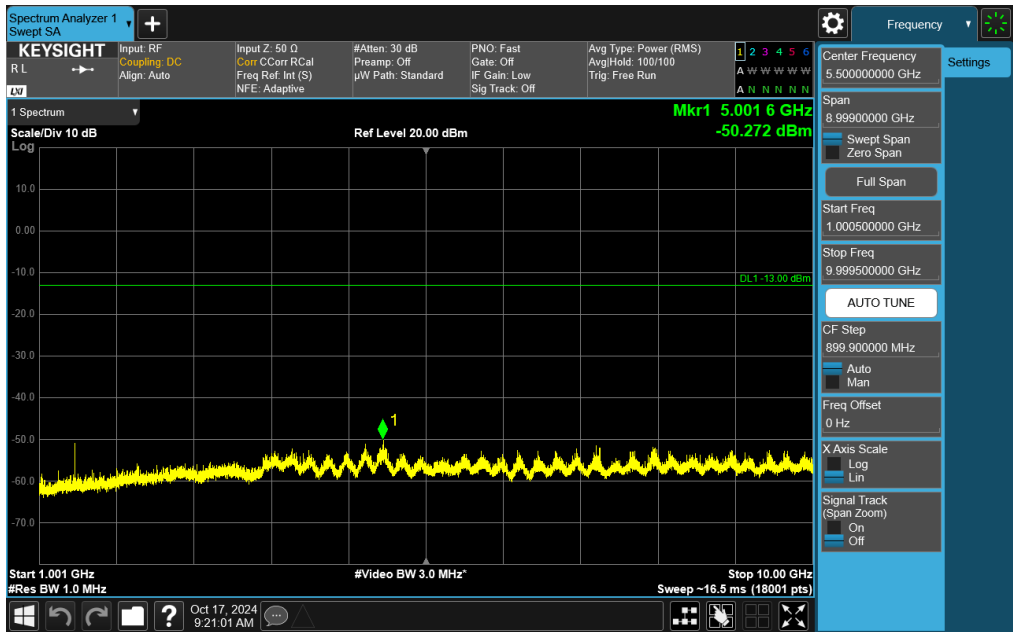 Spectrum Analyzer 1
Swept SA
Frequency
KEYSIGHT
R L
LXI
Input: RF
Coupling: DC
Align: Auto
Input Z: 50 Ω
Corr CCorr RCal
Freq Ref: Int (S)
NFE: Adaptive
#Atten: 30 dB
Preamp: Off
µW Path: Standard
PNO: Fast
Gate: Off
IF Gain: Low
Sig Track: Off
Avg Type: Power (RMS)
Avg|Hold: 100/100
Trig: Free Run
1 2 3 4 5 6
A W W W W W
A N N N N N
1 Spectrum
Mkr1 5.001 6 GHz
-50.272 dBm
Scale/Div 10 dB
Ref Level 20.00 dBm
Log
10.0
0.00
-10.0
DL1 -13.00 dBm
-20.0
-30.0
-40.0
1
-50.0
-60.0
-70.0
Start 1.001 GHz
#Video BW 3.0 MHz*
Stop 10.00 GHz
#Res BW 1.0 MHz
Sweep ~16.5 ms (18001 pts)
Center Frequency
5.500000000 GHz
Settings
Span
8.99900000 GHz
Swept Span
Zero Span
Full Span
Start Freq
1.000500000 GHz
Stop Freq
9.999500000 GHz
AUTO TUNE
CF Step
899.900000 MHz
Auto
Man
Freq Offset
0 Hz
X Axis Scale
Log
Lin
Signal Track
(Span Zoom)
On
Off
?
Oct 17, 2024
9:21:01 AM